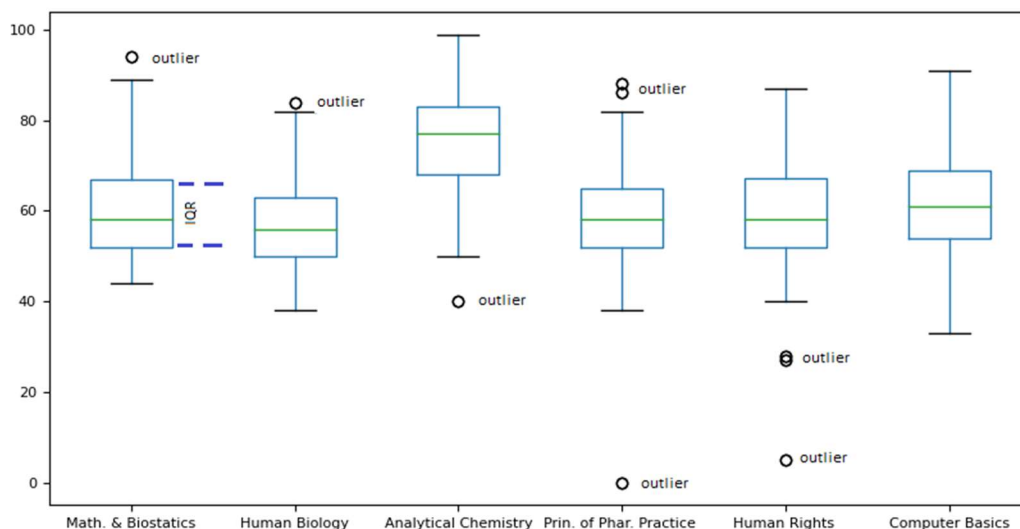 100
80
60
40
20
0
outlier
outlier
IQR
outlier
outlier
outlier
outlier
outlier
Math. & Biostatics
Human Biology
Analytical Chemistry
Prin. of Phar. Practice
Human Rights
Computer Basics